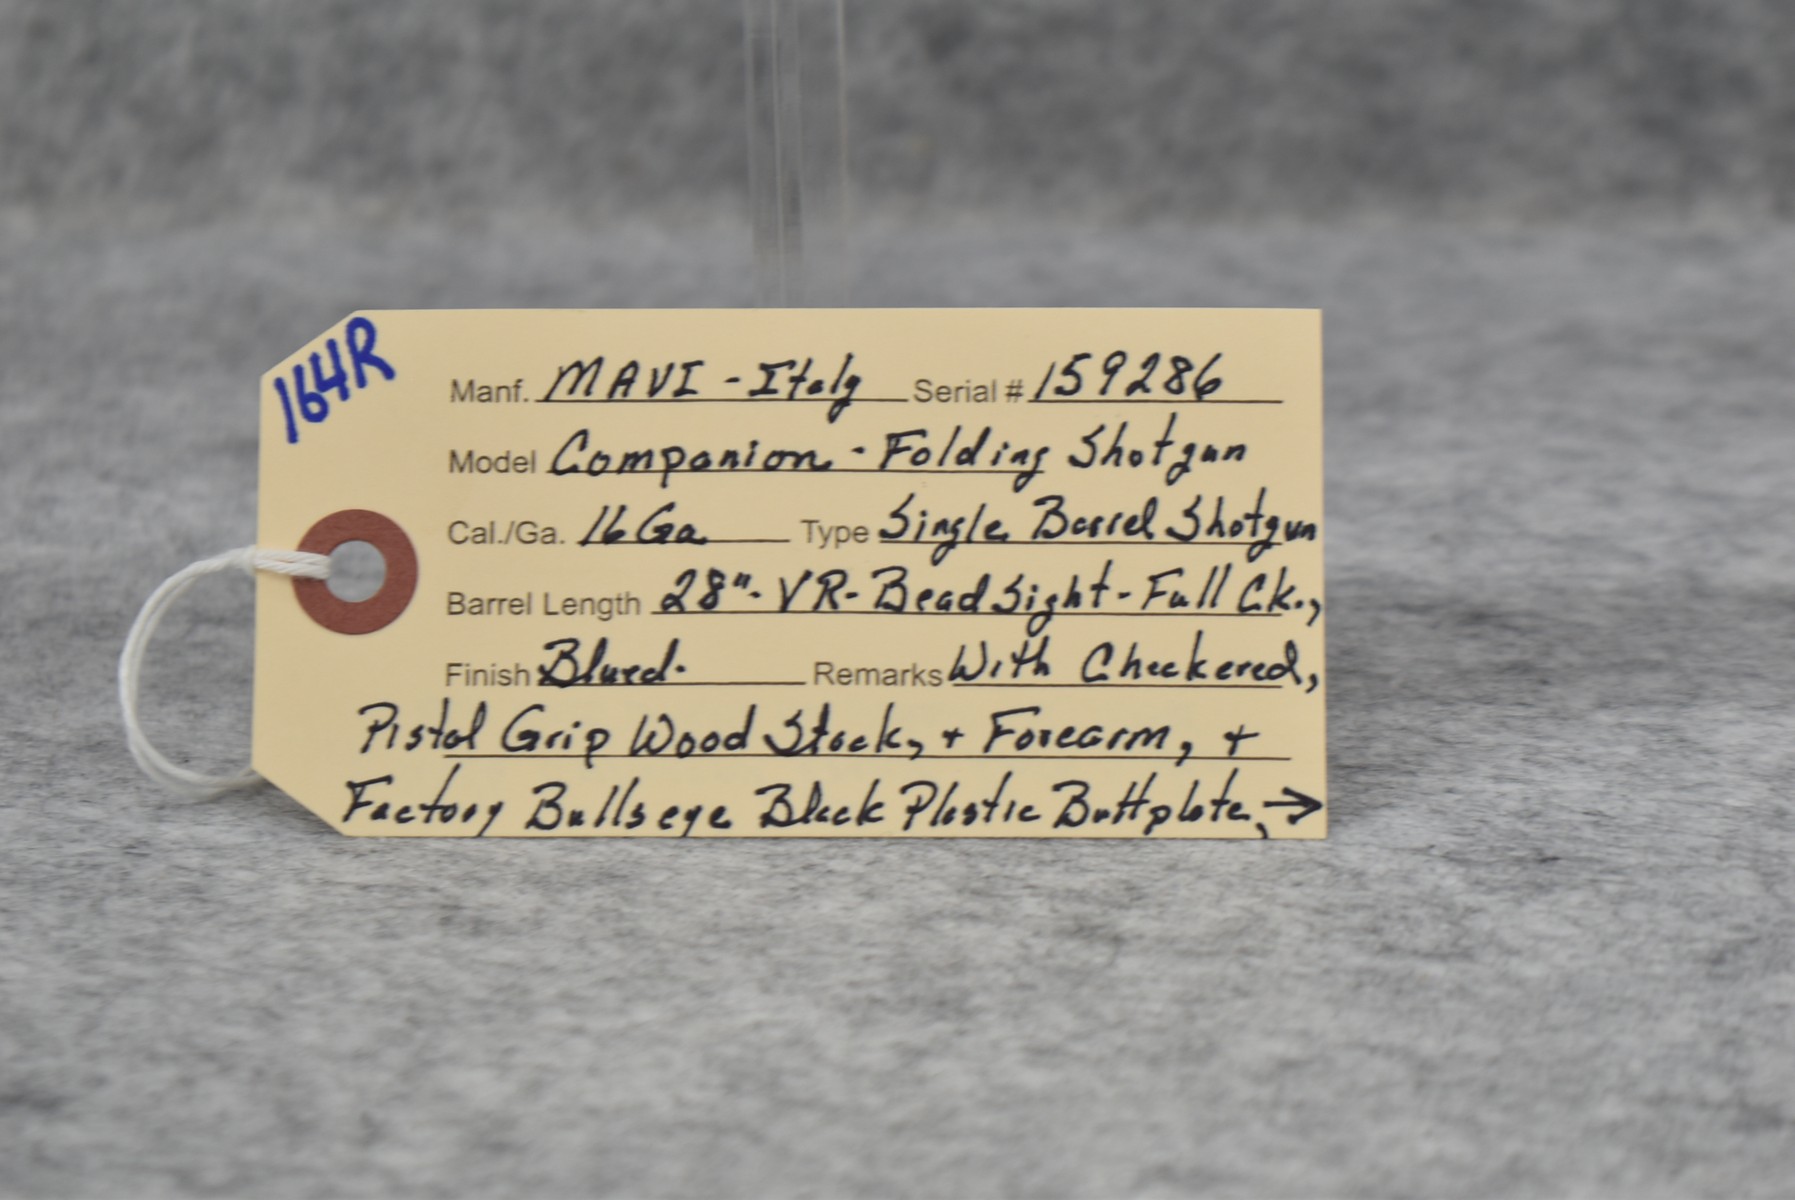 164R
Manf. MAVI - Italy Serial # 159286
Model Companion - Folding Shotgun
Cal./Ga. 16 Ga. Type Single Barrel Shotgun
Barrel Length 28" - VR - Bead Sight - Full Ck.,
Finish Blued. Remarks With Checkered,
Pistol Grip Wood Stock, + Forearm, +
Factory Bullseye Black Plastic Buttplate, →